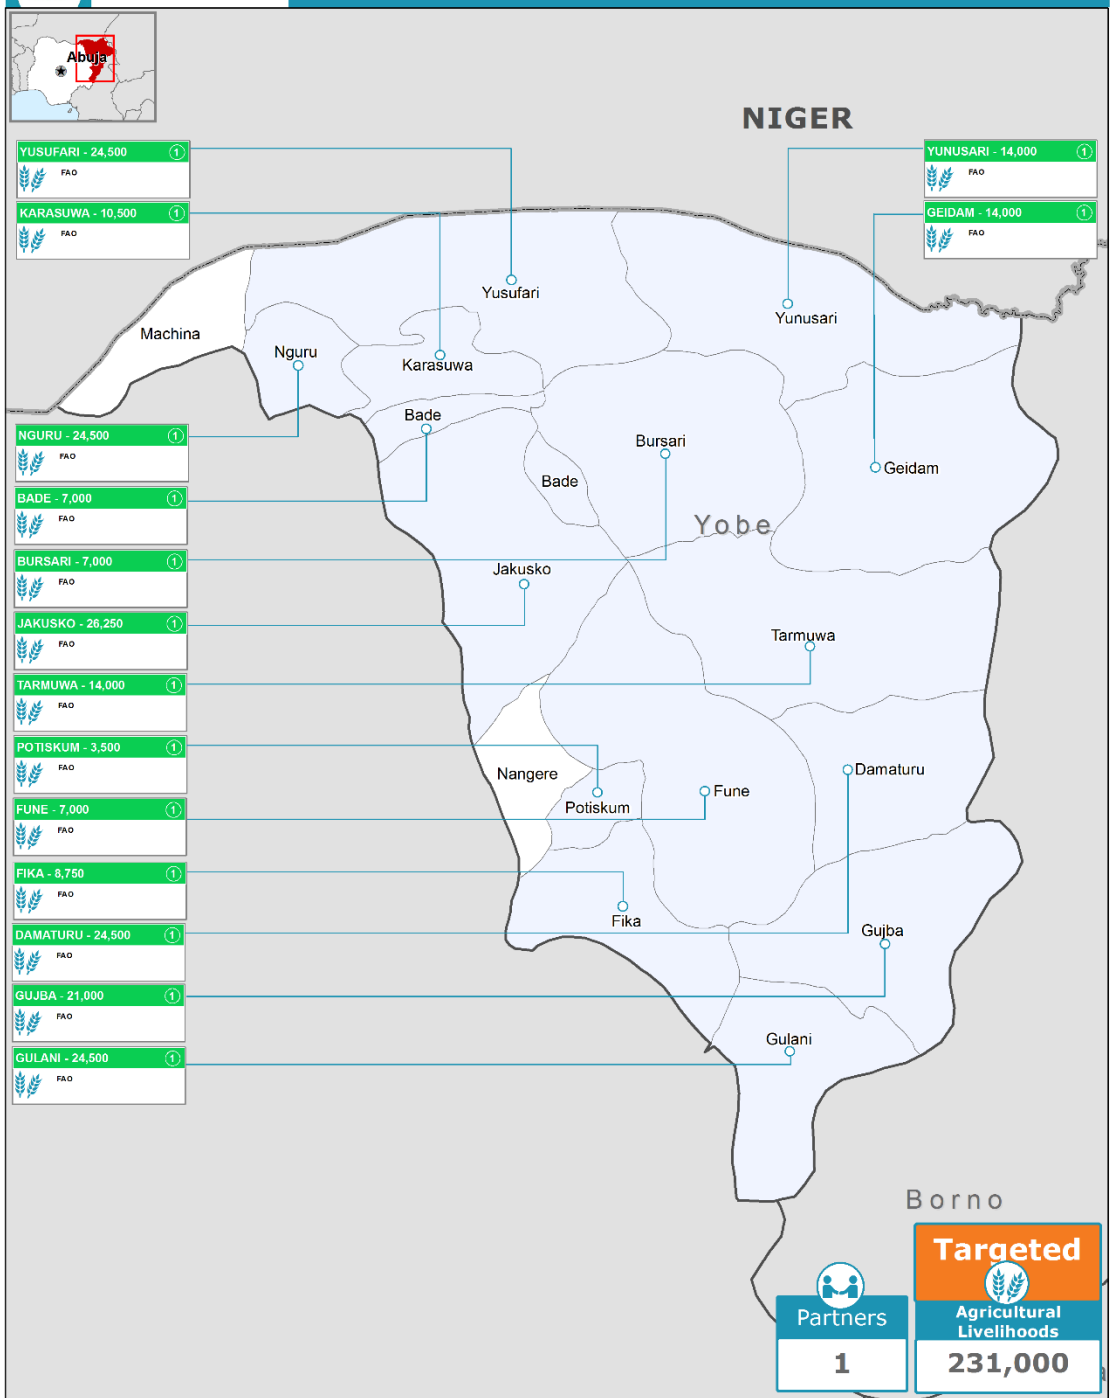 Abuja
NIGER
YUSUFARI - 24,500 1
FAO
KARASUWA - 10,500 1
FAO
YUNUSARI - 14,000 1
FAO
GEIDAM - 14,000 1
FAO
Yusufari
Yunusari
Machina
Nguru
Karasuwa
Bade
Bursari
Geidam
Bade
Yobe
Jakusko
Tarmuwa
Nangere
Potiskum
Fune
Damaturu
Fika
Gujba
Gulani
NGURU - 24,500 1
FAO
BADE - 7,000 1
FAO
BURSARI - 7,000 1
FAO
JAKUSKO - 26,250 1
FAO
TARMUWA - 14,000 1
FAO
POTISKUM - 3,500 1
FAO
FUNE - 7,000 1
FAO
FIKA - 8,750 1
FAO
DAMATURU - 24,500 1
FAO
GUJBA - 21,000 1
FAO
GULANI - 24,500 1
FAO
Borno
Partners
1
Targeted
Agricultural
Livelihoods
231,000